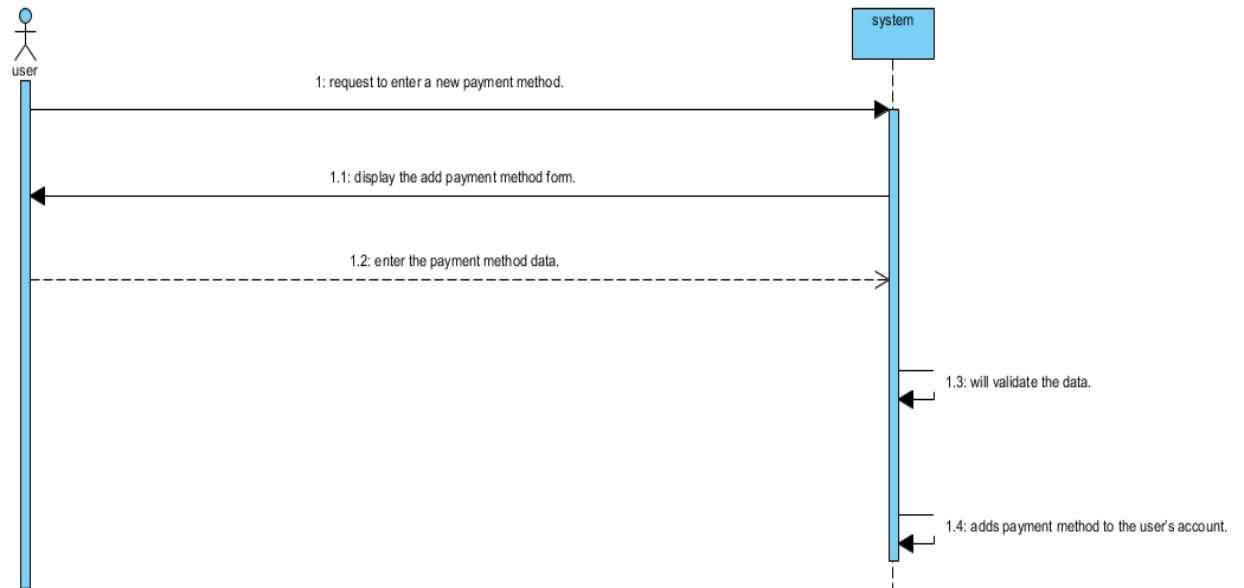 system
user
1: request to enter a new payment method.
1.1: display the add payment method form.
1.2: enter the payment method data.
1.3: will validate the data.
1.4: adds payment method to the user's account.